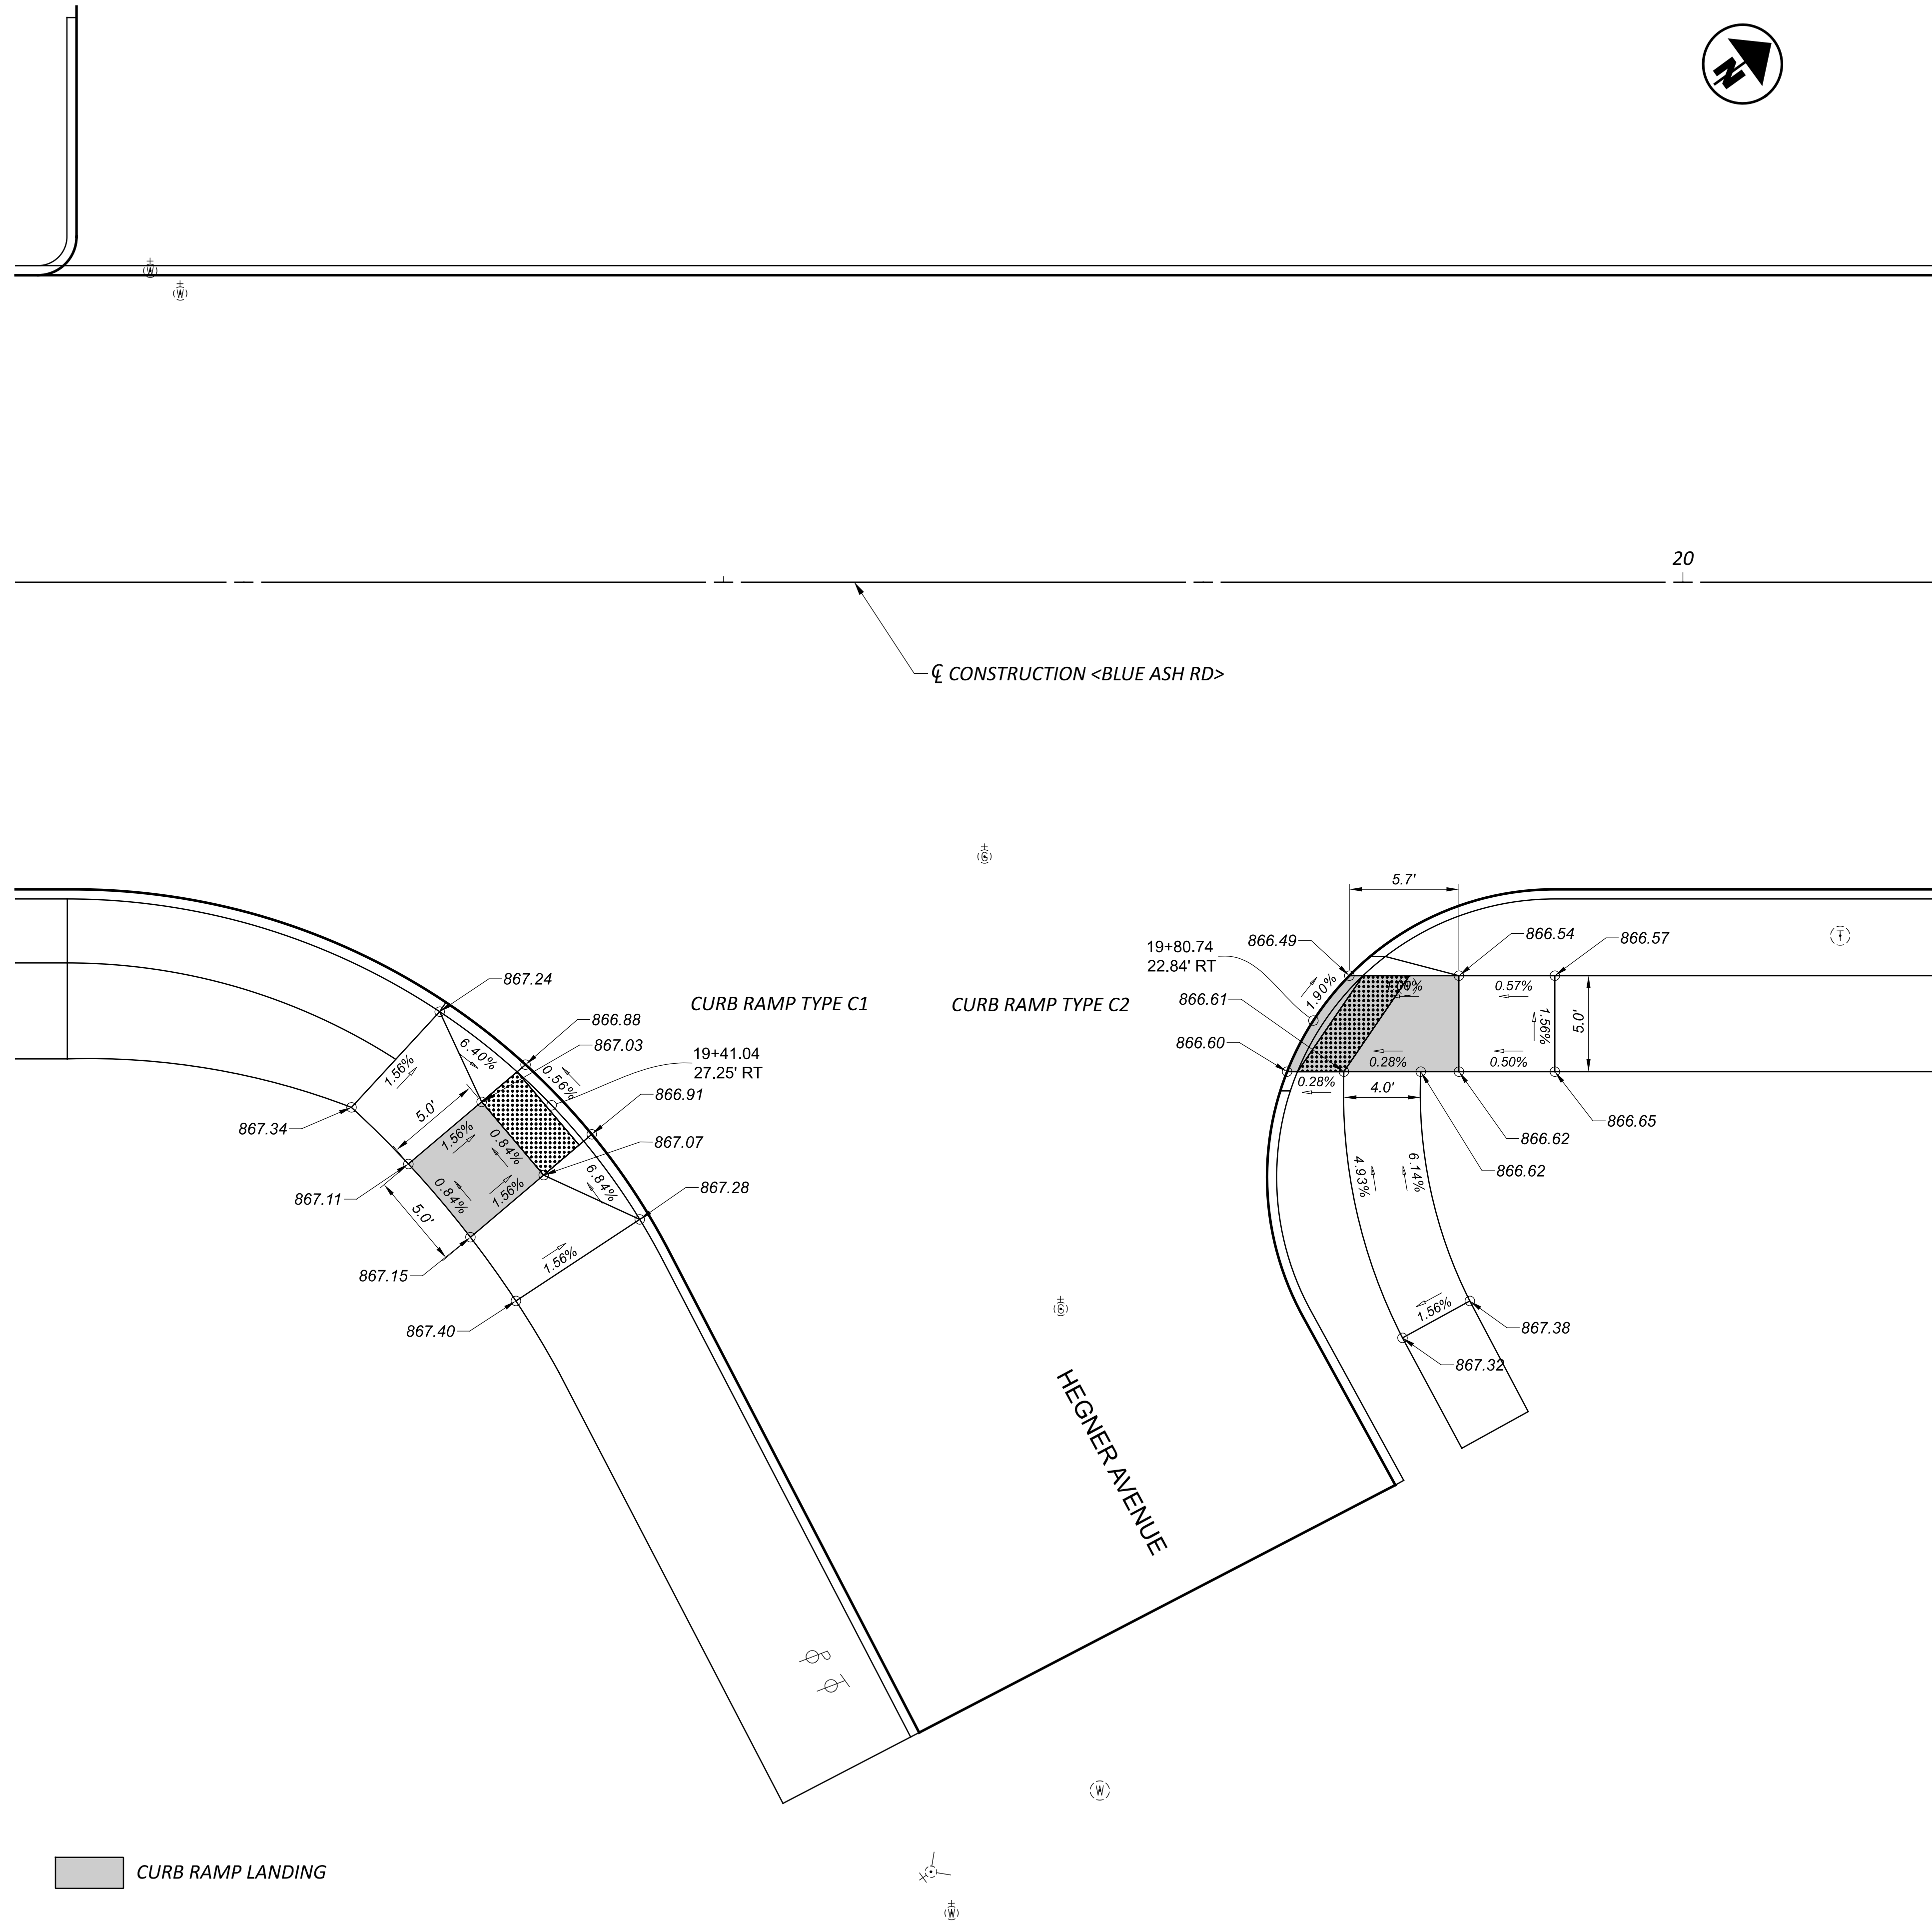 N
(W)
(W)
20
℄ CONSTRUCTION <BLUE ASH RD>
(G)
5.7'
19+80.74
22.84' RT
866.49
866.54
866.57
866.61
866.60
1.90%
0.57%
1.56%
5.0'
0.28%
0.50%
0.28%
4.0'
866.62
866.65
866.62
4.93%
6.14%
1.56%
867.38
867.32
(T)
867.24
CURB RAMP TYPE C1
CURB RAMP TYPE C2
866.88
867.03
19+41.04
27.25' RT
6.40%
0.56%
866.91
867.07
1.56%
5.0'
867.34
1.56%
0.84%
867.11
0.84%
1.56%
6.84%
867.28
5.0'
867.15
1.56%
867.40
(G)
HEGNER AVENUE
P
T
(W)
(W)
CURB RAMP LANDING